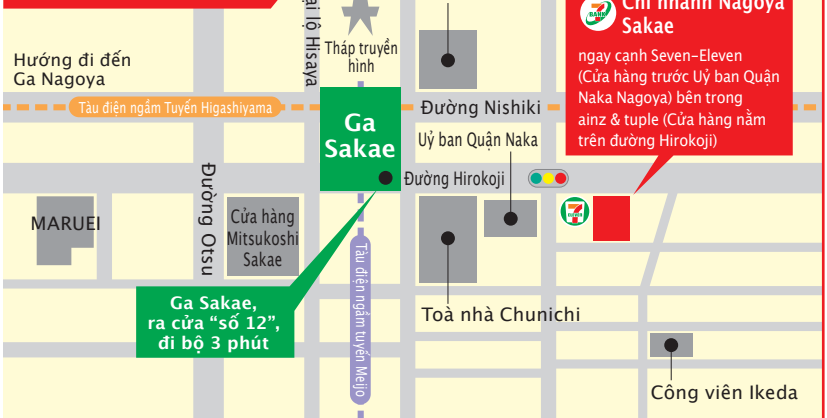 Chi nhánh Nagoya
Sakae
ngay cạnh Seven-Eleven
(Cửa hàng trước Uỷ ban Quận
Naka Nagoya) bên trong
ainz & tuple (Cửa hàng nằm
trên đường Hirokoji)
BANK
lộ Hisaya
Tháp truyền
hình
Hướng đi đến
Ga Nagoya
Tàu điện ngầm Tuyến Higashiyama
Đường Nishiki
Ga
Sakae
Uỷ ban Quận Naka
Đường Hirokoji
Đường Otsu
MARUEI
Cửa hàng
Mitsukoshi
Sakae
ELEVEN
Tàu điện ngầm tuyến Meijo
Ga Sakae,
ra cửa “số 12”,
đi bộ 3 phút
Toà nhà Chunichi
Công viên Ikeda